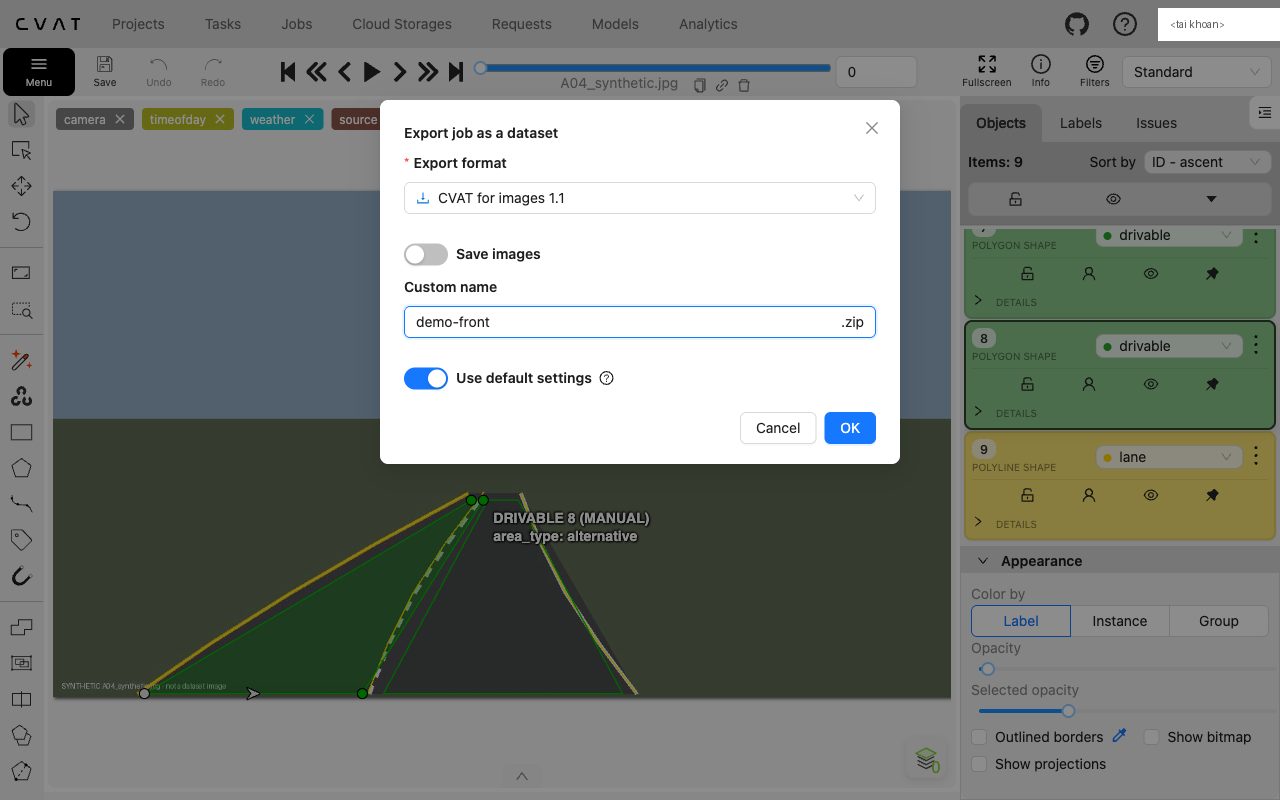 CVAT
Projects
Tasks
Jobs
Cloud Storages
Requests
Models
Analytics
<tai khoan>
Menu
Save
Undo
Redo
A04_synthetic.jpg
0
Fullscreen
Info
Filters
Standard
camera
timeofday
weather
source
Export job as a dataset
* Export format
CVAT for images 1.1
Save images
Custom name
demo-front .zip
Use default settings
Cancel
OK
DRIVABLE 8 (MANUAL)
area_type: alternative
Objects
Labels
Issues
Items: 9
Sort by
ID - ascent
drivable
POLYGON SHAPE
DETAILS
8
drivable
POLYGON SHAPE
DETAILS
9
lane
POLYLINE SHAPE
DETAILS
Appearance
Color by
Label
Instance
Group
Opacity
Selected opacity
Outlined borders
Show bitmap
Show projections
0